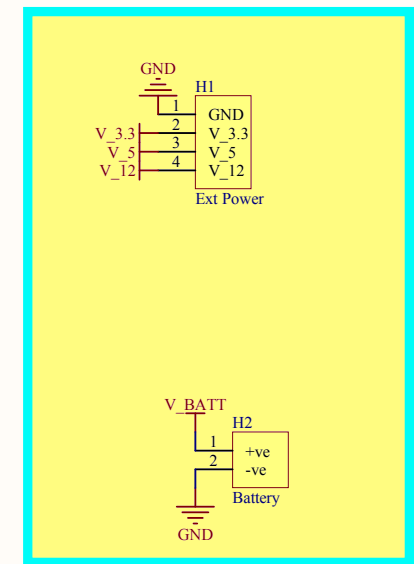 GND
H1
1 GND
V_3.3 2 V_3.3
V_5 3 V_5
V_12 4 V_12
Ext Power
V_BATT
H2
1 +ve
2 -ve
Battery
GND